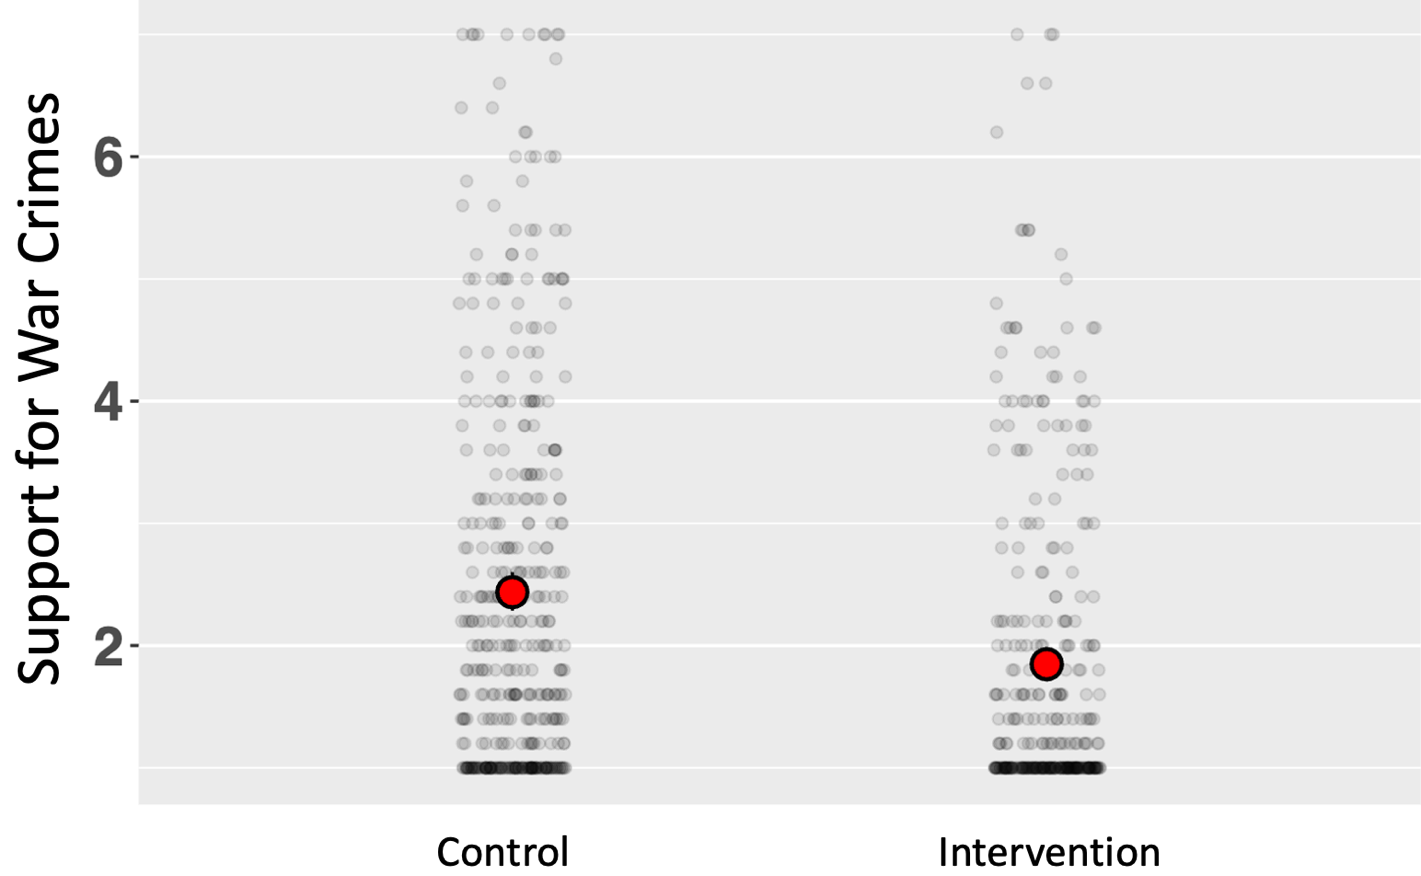 Support for War Crimes
6
4
2
Control
Intervention